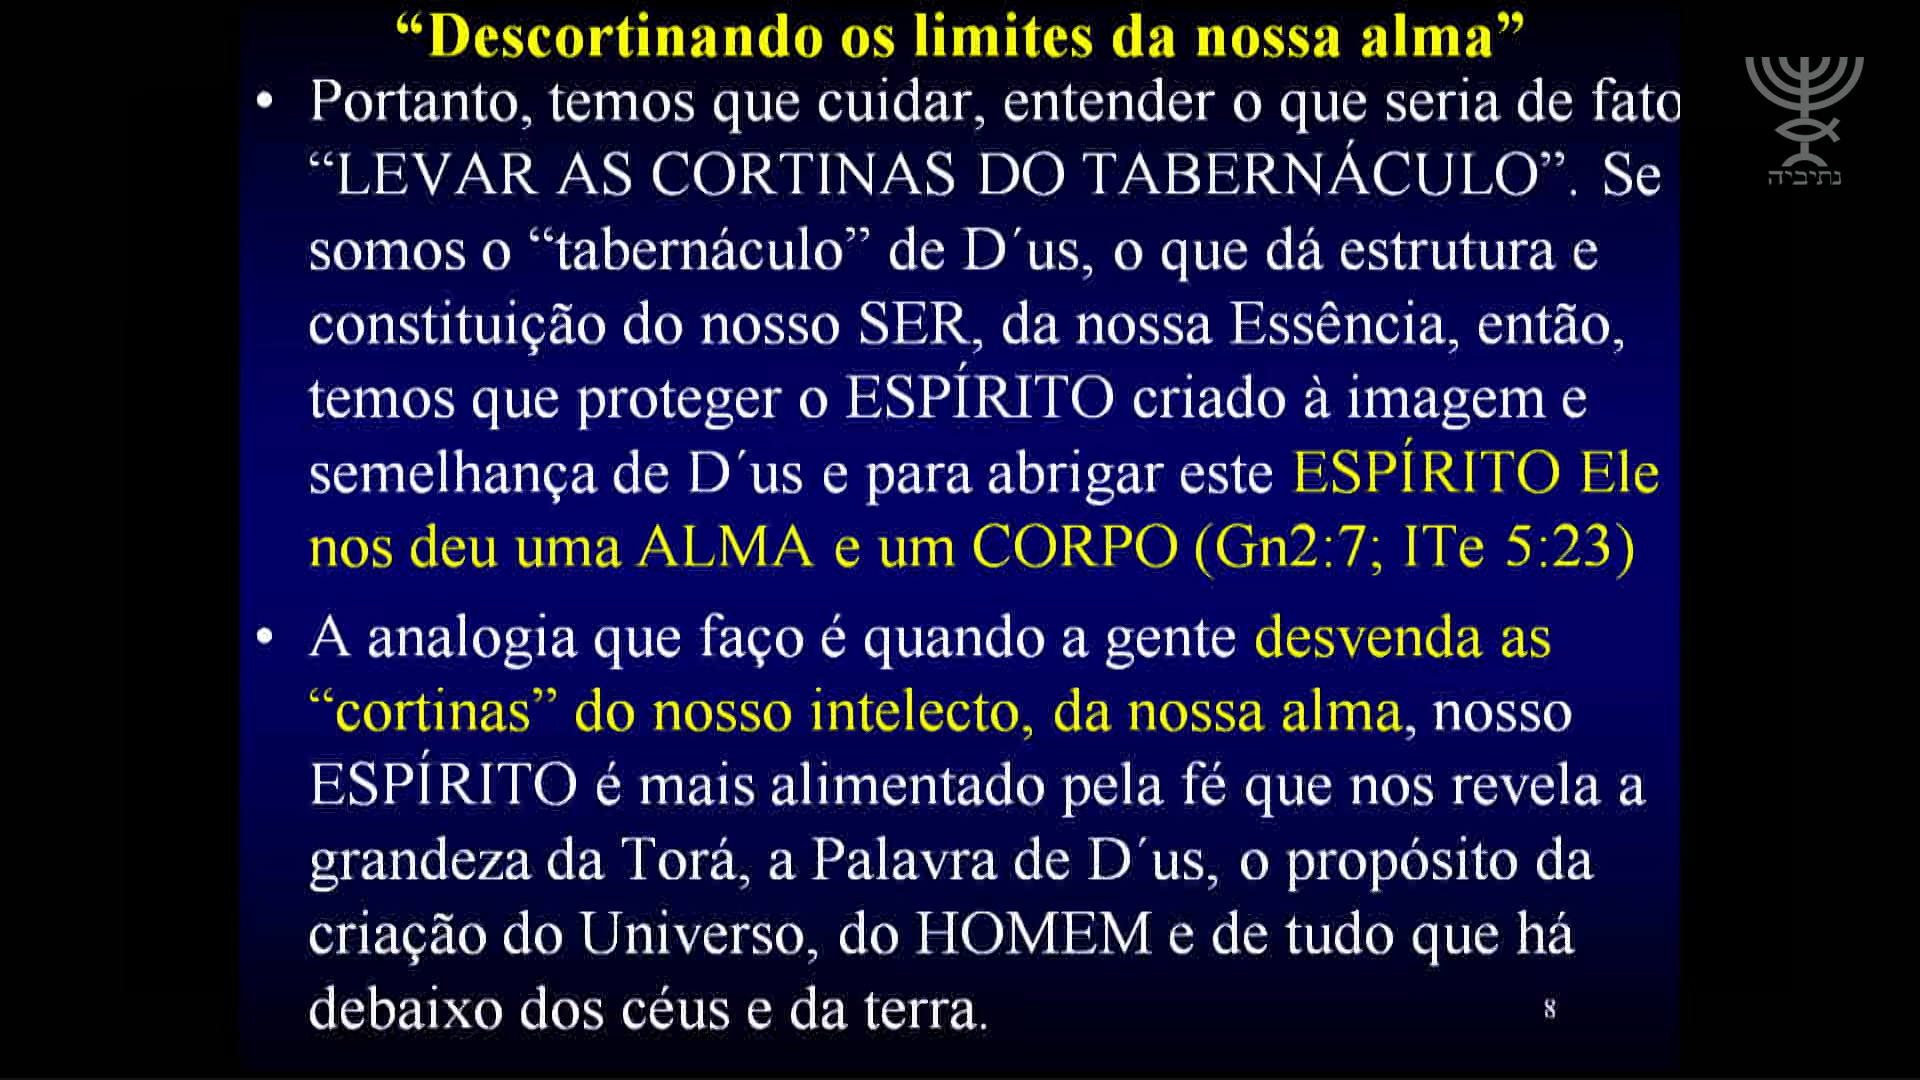 “Descortinando os limites da nossa alma”
• Portanto, temos que cuidar, entender o que seria de fato
“LEVAR AS CORTINAS DO TABERNÁCULO”. Se
somos o “tabernáculo” de D´us, o que dá estrutura e
constituição do nosso SER, da nossa Essência, então,
temos que proteger o ESPÍRITO criado à imagem e
semelhança de D´us e para abrigar este ESPÍRITO Ele
nos deu uma ALMA e um CORPO (Gn2:7; ITe 5:23)
• A analogia que faço é quando a gente desvenda as
“cortinas” do nosso intelecto, da nossa alma, nosso
ESPÍRITO é mais alimentado pela fé que nos revela a
grandeza da Torá, a Palavra de D´us, o propósito da
criação do Universo, do HOMEM e de tudo que há
debaixo dos céus e da terra.
8
נתיביה